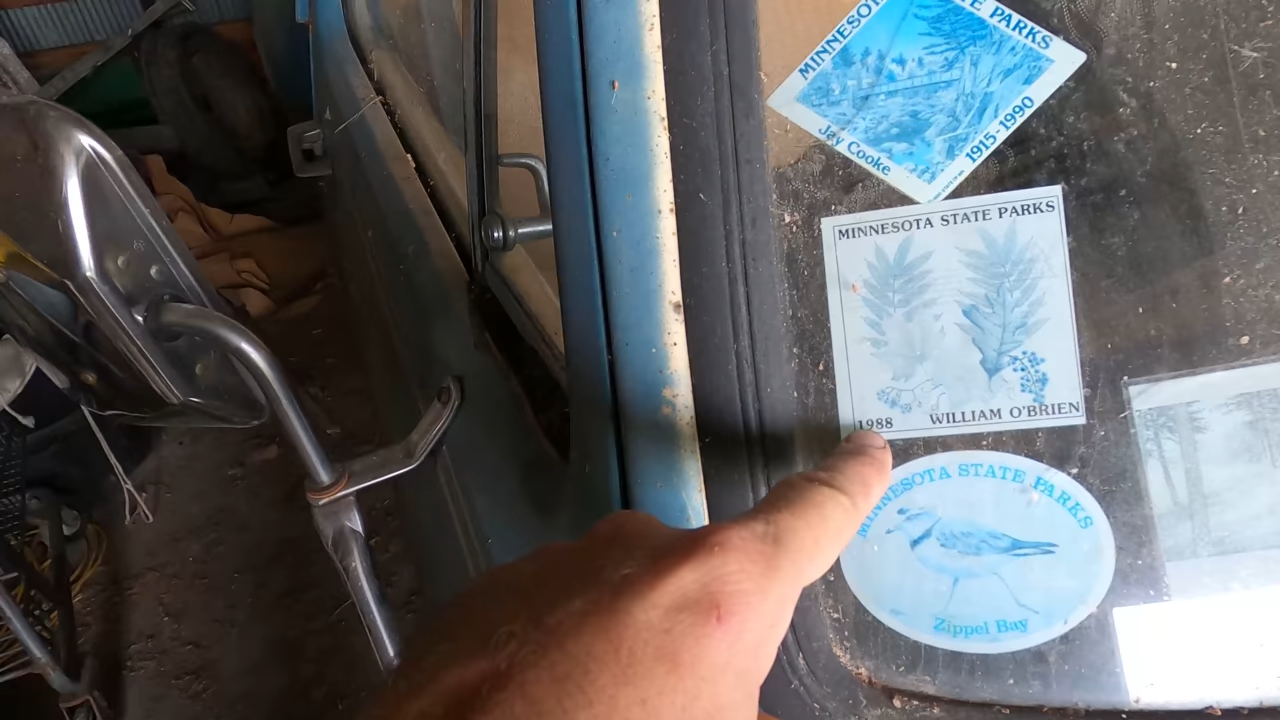 MINNESOTA STATE PARKS
Jay Cooke
1915-1990
MINNESOTA STATE PARKS
1988 WILLIAM O'BRIEN
MINNESOTA STATE PARKS
Zippel Bay